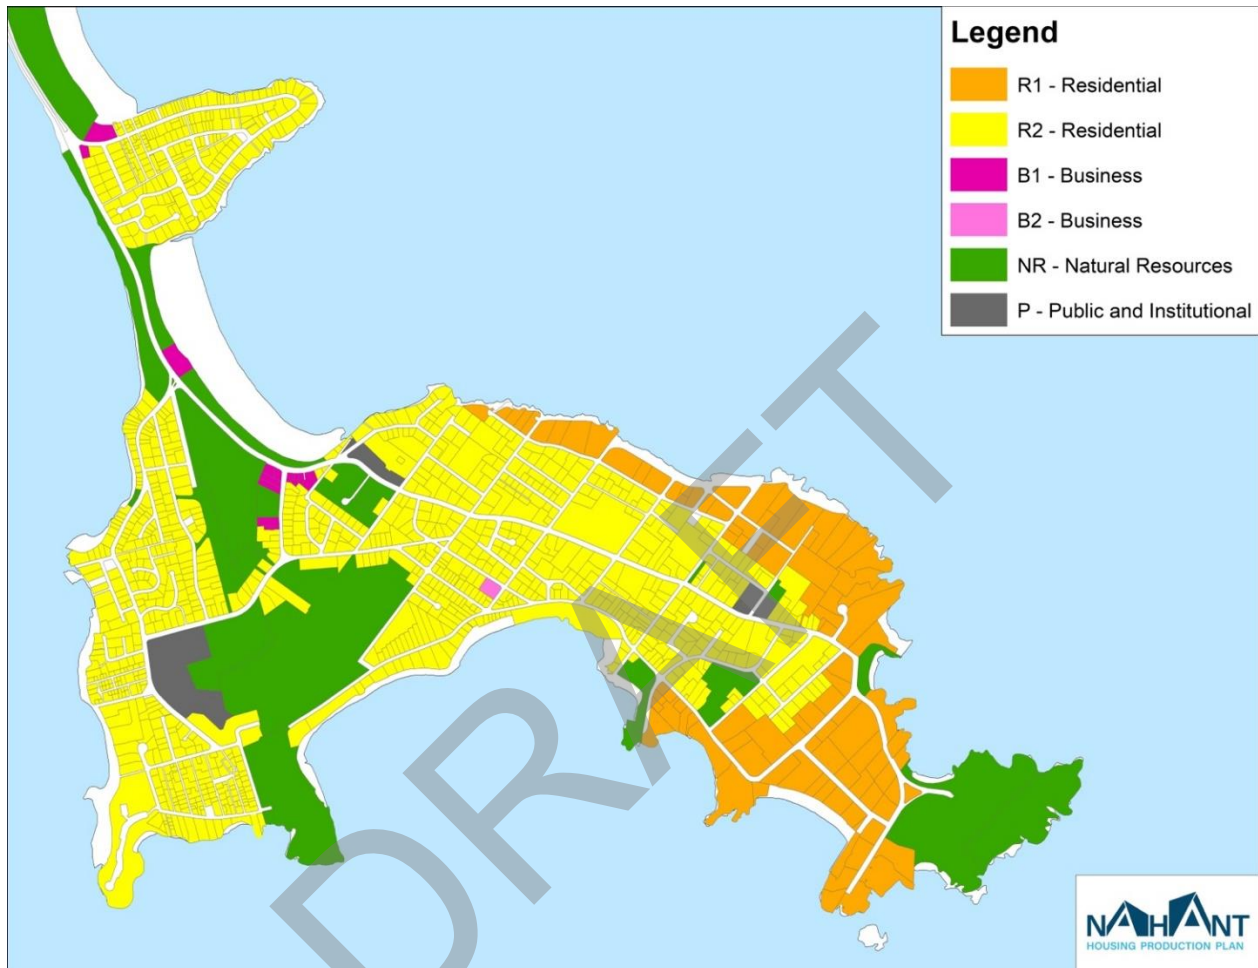 Legend
R1 - Residential
R2 - Residential
B1 - Business
B2 - Business
NR - Natural Resources
P - Public and Institutional
DRAFT
NAHANT
HOUSING PRODUCTION PLAN